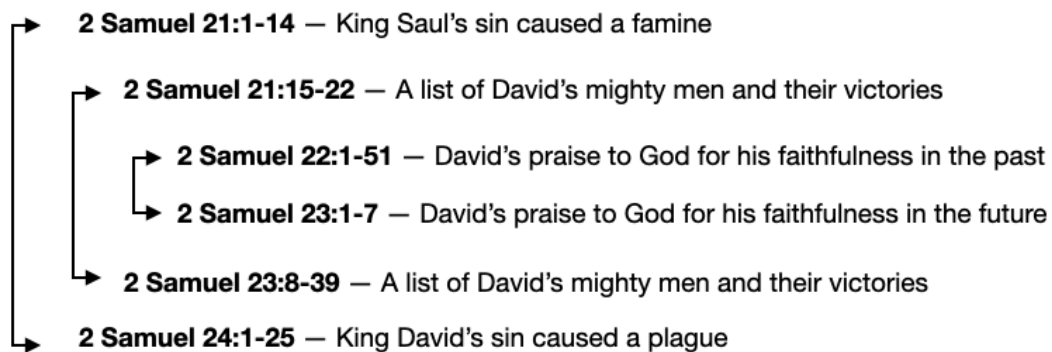 2 Samuel 21:1-14 — King Saul’s sin caused a famine
2 Samuel 21:15-22 — A list of David’s mighty men and their victories
2 Samuel 22:1-51 — David’s praise to God for his faithfulness in the past
2 Samuel 23:1-7 — David’s praise to God for his faithfulness in the future
2 Samuel 23:8-39 — A list of David’s mighty men and their victories
2 Samuel 24:1-25 — King David’s sin caused a plague